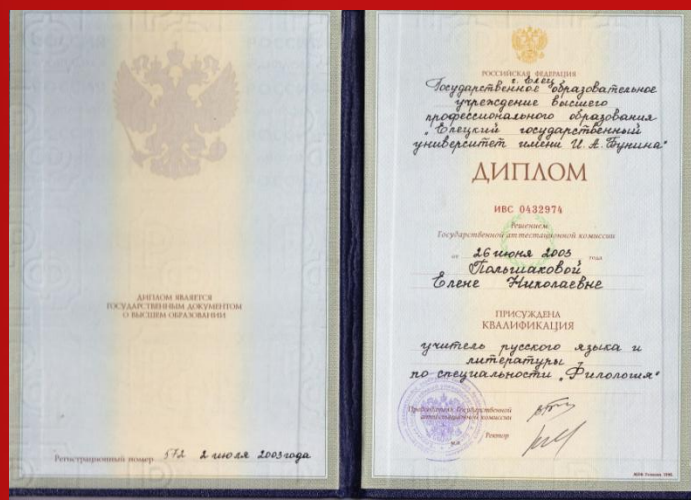 ДИПЛОМ ЯВЛЯЕТСЯ
ГОСУДАРСТВЕННЫМ ДОКУМЕНТОМ
О ВЫСШЕМ ОБРАЗОВАНИИ
Регистрационный номер 572 2 июля 2003 года
РОССИЙСКАЯ ФЕДЕРАЦИЯ
г. Елец
Государственное образовательное
учреждение высшего
профессионального образования
"Елецкий государственный
университет имени И.А. Бунина"
ДИПЛОМ
ИВС 0432974
Решением
Государственной аттестационной комиссии
от 26 июня 2003 года
Польшаковой
Елене Николаевне
ПРИСУЖДЕНА
КВАЛИФИКАЦИЯ
учитель русского языка и
литературы
по специальности „Филология"
Председатель Государственной
аттестационной комиссии
Ректор